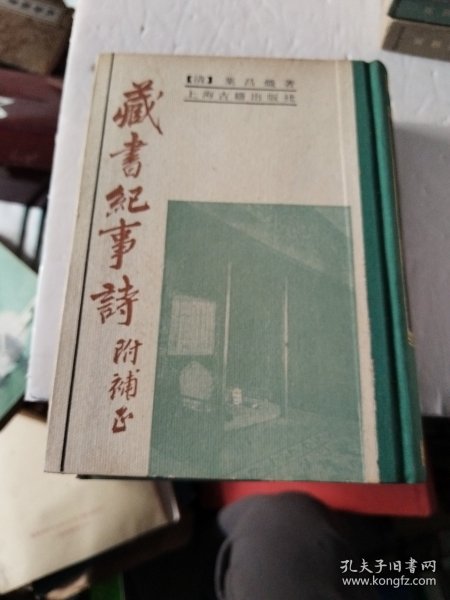 【清】葉昌熾著
上海古籍出版社
藏書紀事詩
附補正
孔夫子旧书网
www.kongfz.com